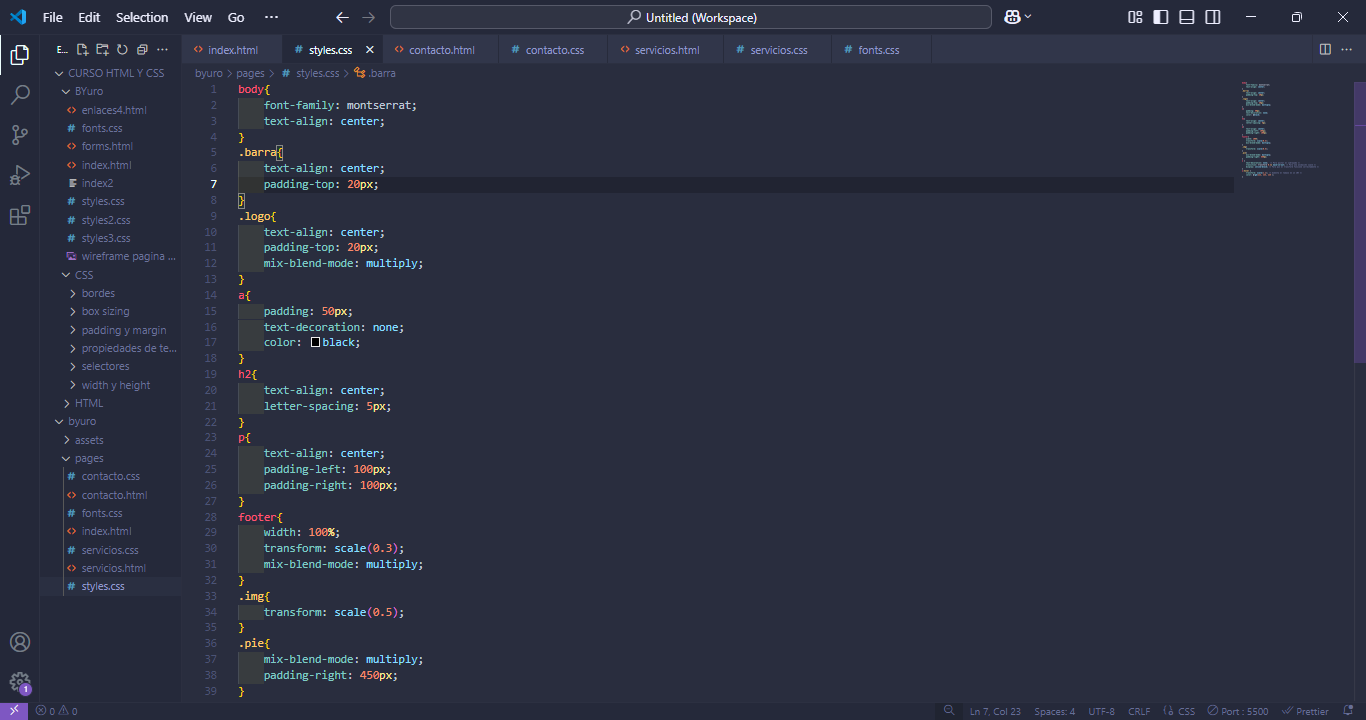 File Edit Selection View Go ··· Untitled (Workspace)
E... index.html styles.css contacto.html contacto.css servicios.html servicios.css fonts.css
CURSO HTML Y CSS
BYuro
enlaces4.html
fonts.css
forms.html
index.html
index2
styles.css
styles2.css
styles3.css
wireframe pagina ...
CSS
bordes
box sizing
padding y margin
propiedades de te...
selectores
width y height
HTML
byuro
assets
pages
contacto.css
contacto.html
fonts.css
index.html
servicios.css
servicios.html
styles.css
byuro > pages > # styles.css > .barra
1 body{
2 font-family: montserrat;
3 text-align: center;
4 }
5 .barra{
6 text-align: center;
7 padding-top: 20px;
8 }
9 .logo{
10 text-align: center;
11 padding-top: 20px;
12 mix-blend-mode: multiply;
13 }
14 a{
15 padding: 50px;
16 text-decoration: none;
17 color: black;
18 }
19 h2{
20 text-align: center;
21 letter-spacing: 5px;
22 }
23 p{
24 text-align: center;
25 padding-left: 100px;
26 padding-right: 100px;
27 }
28 footer{
29 width: 100%;
30 transform: scale(0.3);
31 mix-blend-mode: multiply;
32 }
33 .img{
34 transform: scale(0.5);
35 }
36 .pie{
37 mix-blend-mode: multiply;
38 padding-right: 450px;
39 }
1
0 0 Ln 7, Col 23 Spaces: 4 UTF-8 CRLF {} CSS Port : 5500 Prettier